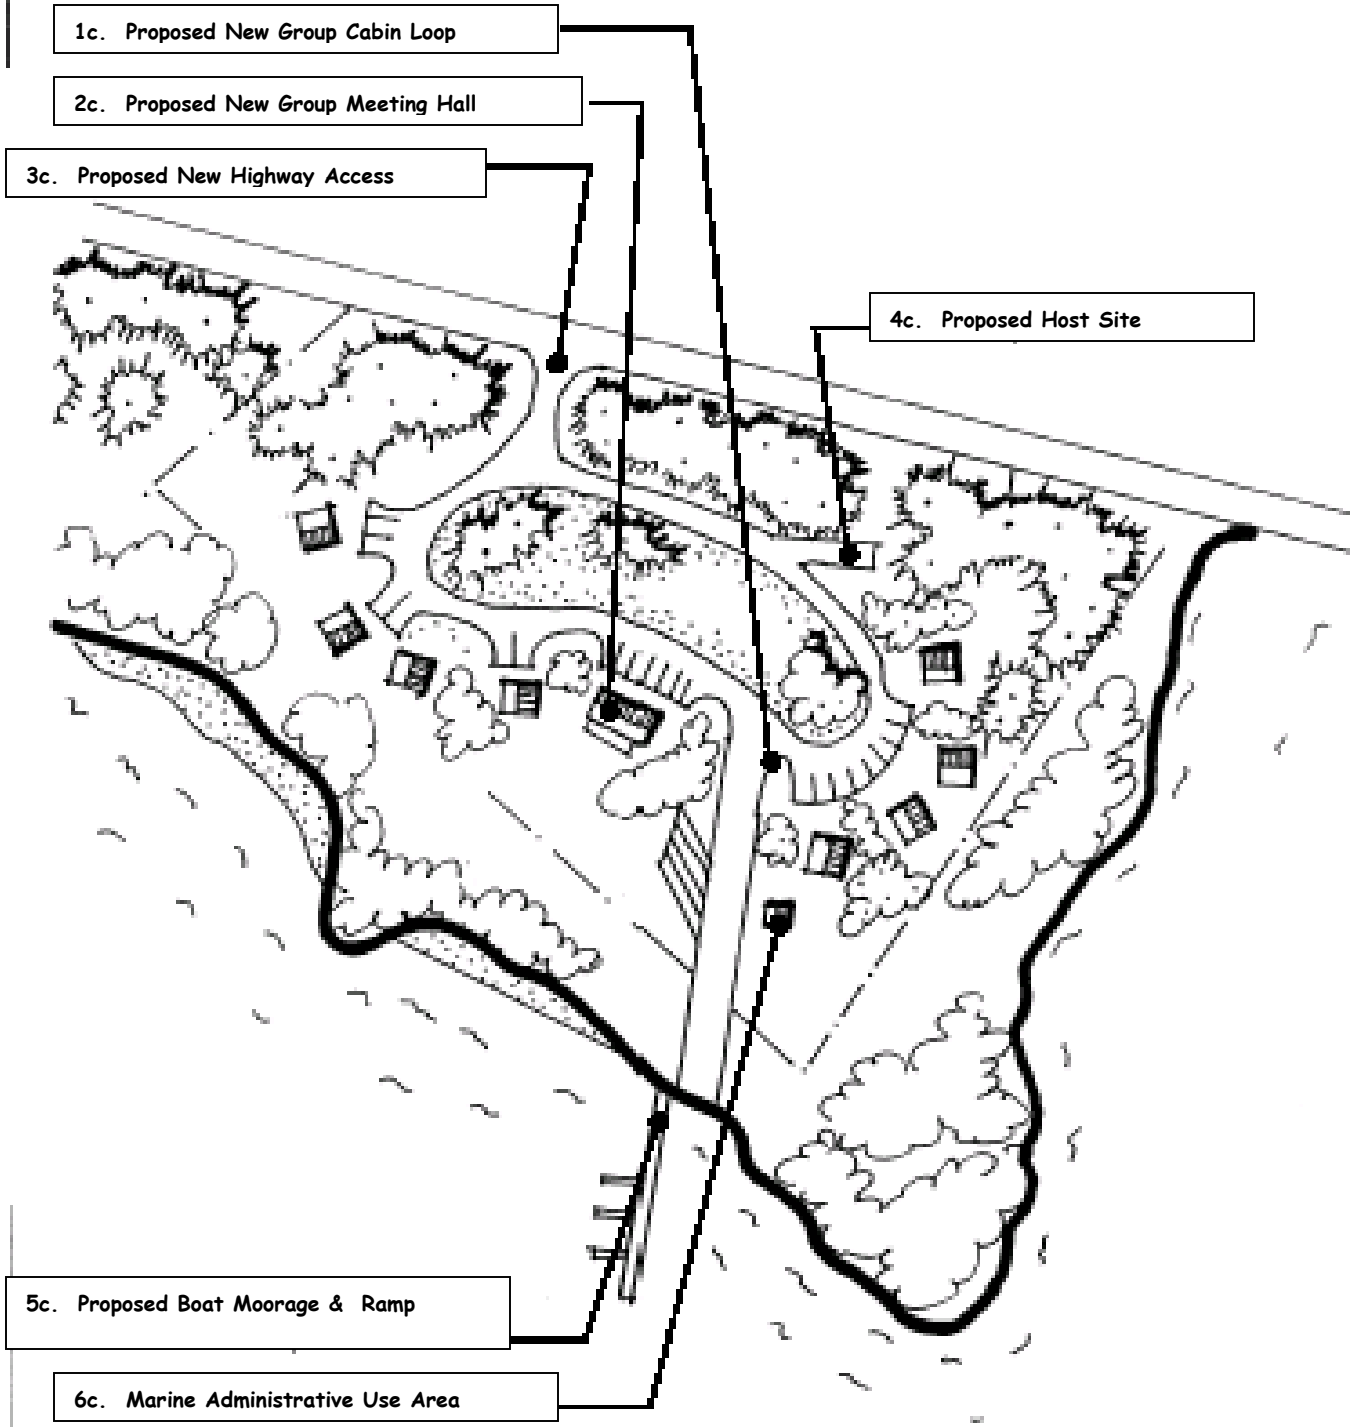 1c. Proposed New Group Cabin Loop
2c. Proposed New Group Meeting Hall
3c. Proposed New Highway Access
4c. Proposed Host Site
5c. Proposed Boat Moorage & Ramp
6c. Marine Administrative Use Area